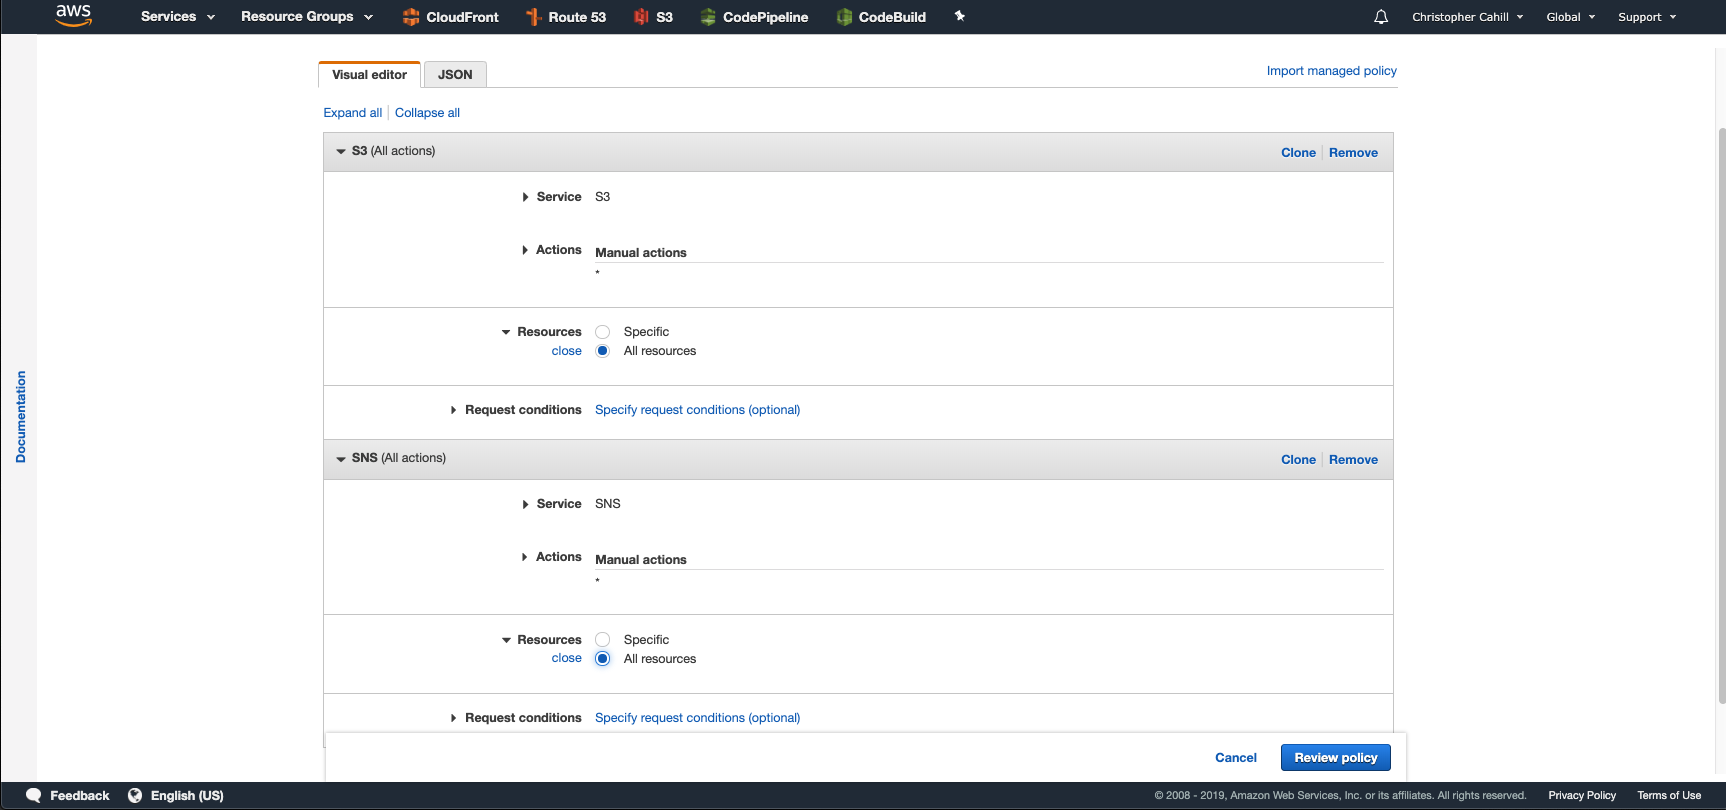 aws Services Resource Groups CloudFront Route 53 S3 CodePipeline CodeBuild Christopher Cahill Global Support
Visual editor JSON Import managed policy
Expand all Collapse all
S3 (All actions) Clone Remove
Service S3
Actions Manual actions
*
Resources Specific
close All resources
Request conditions Specify request conditions (optional)
SNS (All actions) Clone Remove
Service SNS
Actions Manual actions
*
Resources Specific
close All resources
Request conditions Specify request conditions (optional)
Documentation
Cancel Review policy
Feedback English (US) © 2008 - 2019, Amazon Web Services, Inc. or its affiliates. All rights reserved. Privacy Policy Terms of Use